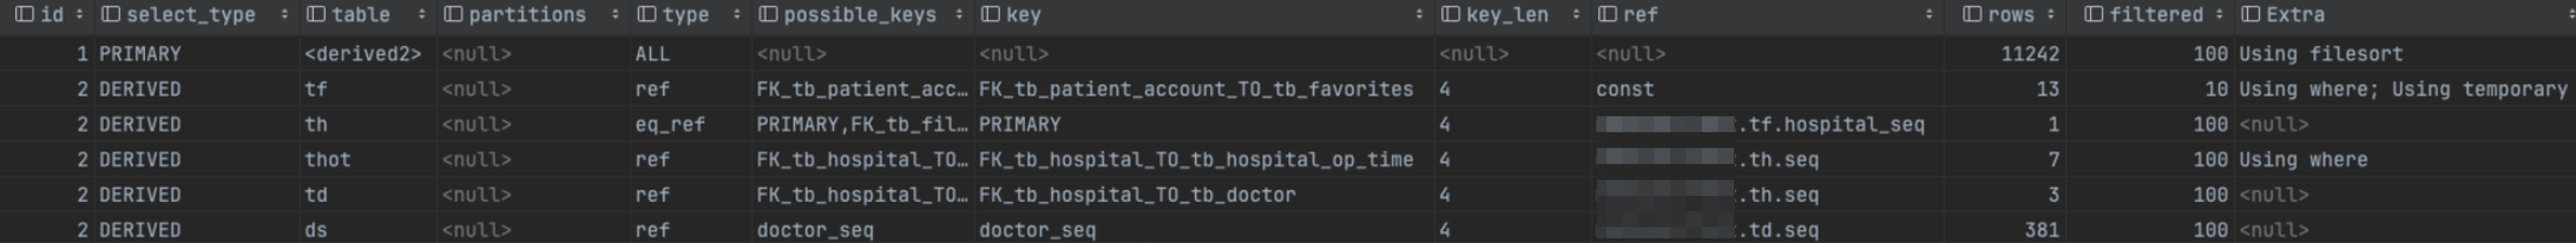 id select_type table partitions type possible_keys key key_len ref rows filtered Extra
1 PRIMARY <derived2> <null> ALL <null> <null> <null> <null> 11242 100 Using filesort
2 DERIVED tf <null> ref FK_tb_patient_acc… FK_tb_patient_account_TO_tb_favorites 4 const 13 10 Using where; Using temporary
2 DERIVED th <null> eq_ref PRIMARY,FK_tb_fil… PRIMARY 4 .tf.hospital_seq 1 100 <null>
2 DERIVED thot <null> ref FK_tb_hospital_TO… FK_tb_hospital_TO_tb_hospital_op_time 4 .th.seq 7 100 Using where
2 DERIVED td <null> ref FK_tb_hospital_TO… FK_tb_hospital_TO_tb_doctor 4 .th.seq 3 100 <null>
2 DERIVED ds <null> ref doctor_seq doctor_seq 4 .td.seq 381 100 <null>